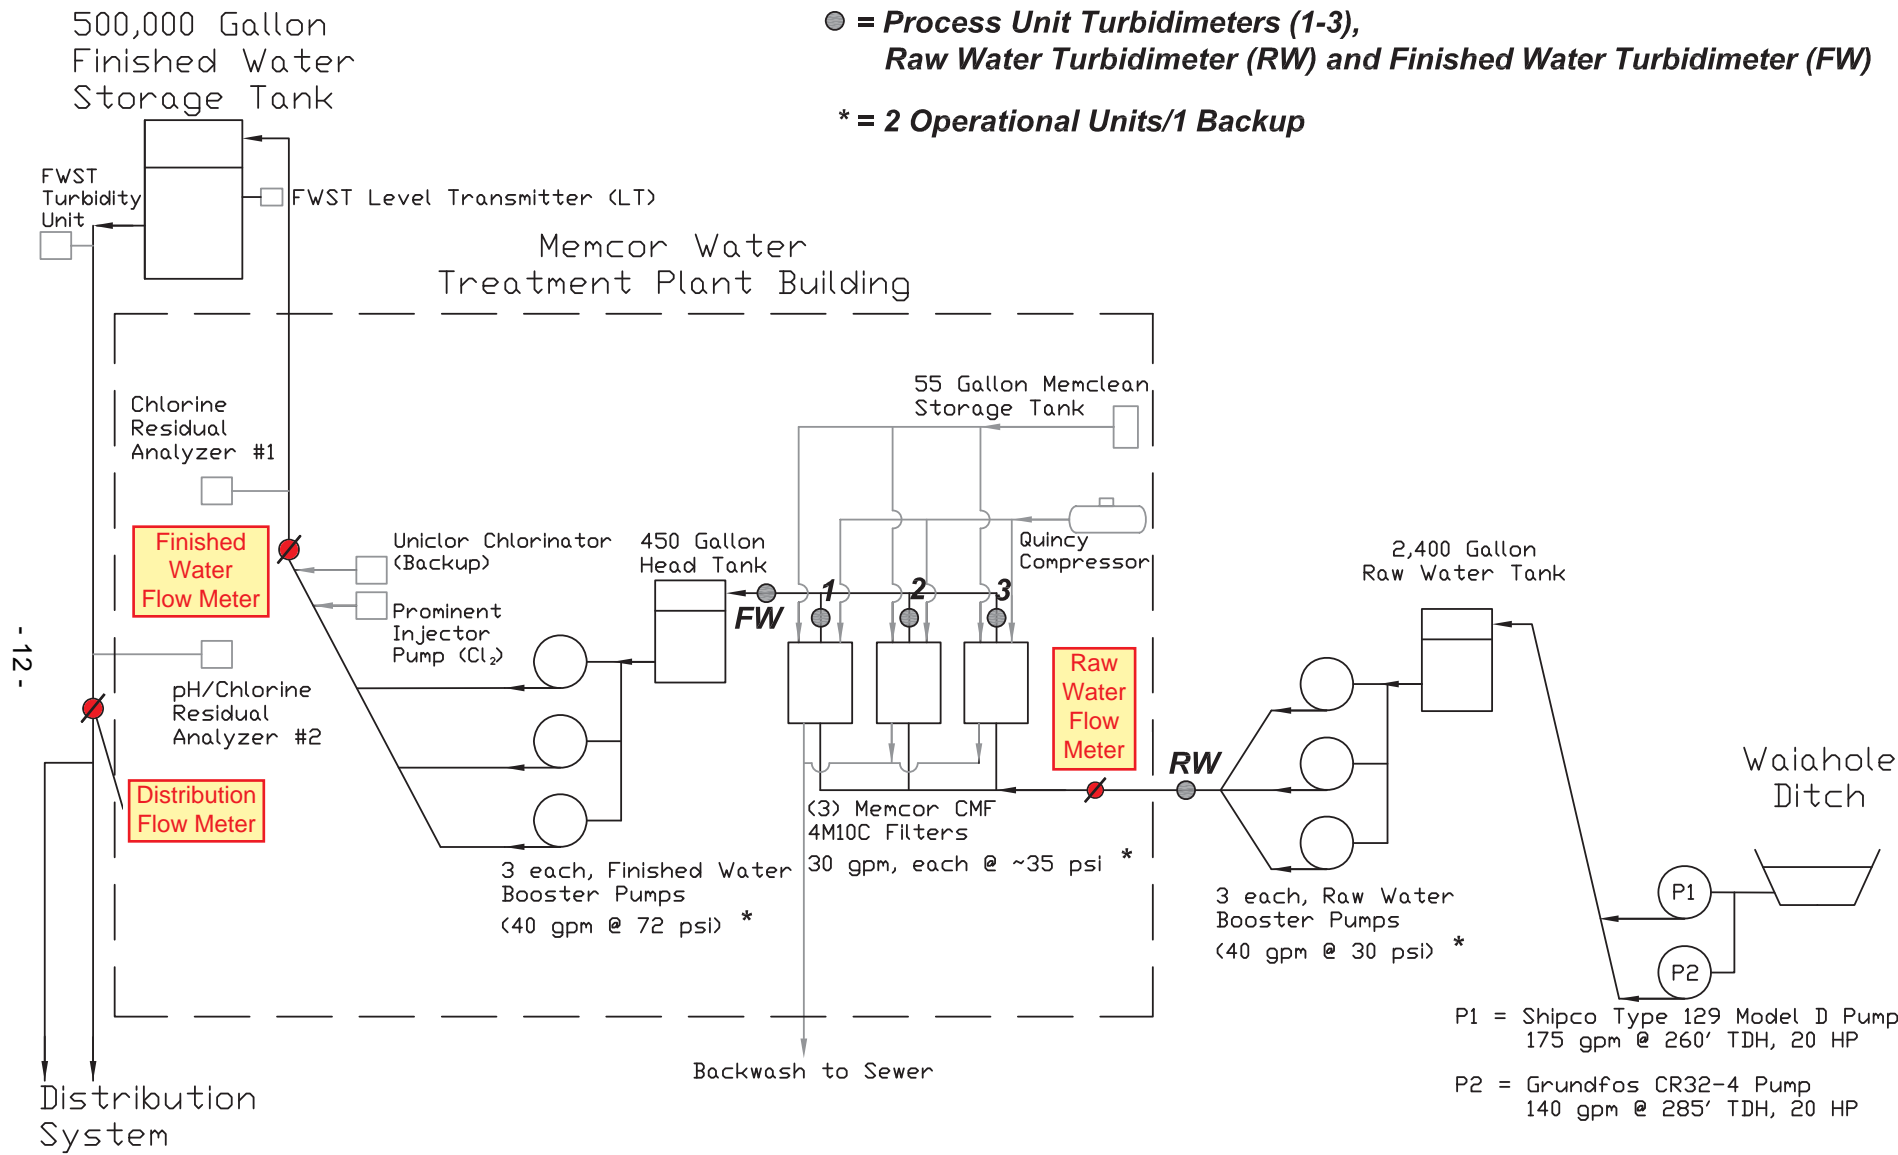 500,000 Gallon
Finished Water
Storage Tank
= Process Unit Turbidimeters (1-3),
Raw Water Turbidimeter (RW) and Finished Water Turbidimeter (FW)
* = 2 Operational Units/1 Backup
FWST
Turbidity
Unit
FWST Level Transmitter (LT)
Memcor Water
Treatment Plant Building
55 Gallon Memclean
Storage Tank
Chlorine
Residual
Analyzer #1
Quincy
Compressor
Finished
Water
Flow Meter
Uniclor Chlorinator
(Backup)
Prominent
Injector
Pump (Cl₂)
450 Gallon
Head Tank
FW
1
2
3
2,400 Gallon
Raw Water Tank
pH/Chlorine
Residual
Analyzer #2
Raw
Water
Flow
Meter
RW
Waiahole
Ditch
Distribution
Flow Meter
(3) Memcor CMF
4M10C Filters
30 gpm, each @ ~35 psi *
3 each, Finished Water
Booster Pumps
(40 gpm @ 72 psi) *
3 each, Raw Water
Booster Pumps
(40 gpm @ 30 psi) *
P1
P2
P1 = Shipco Type 129 Model D Pump
175 gpm @ 260' TDH, 20 HP
P2 = Grundfos CR32-4 Pump
140 gpm @ 285' TDH, 20 HP
Backwash to Sewer
Distribution
System
- 12 -